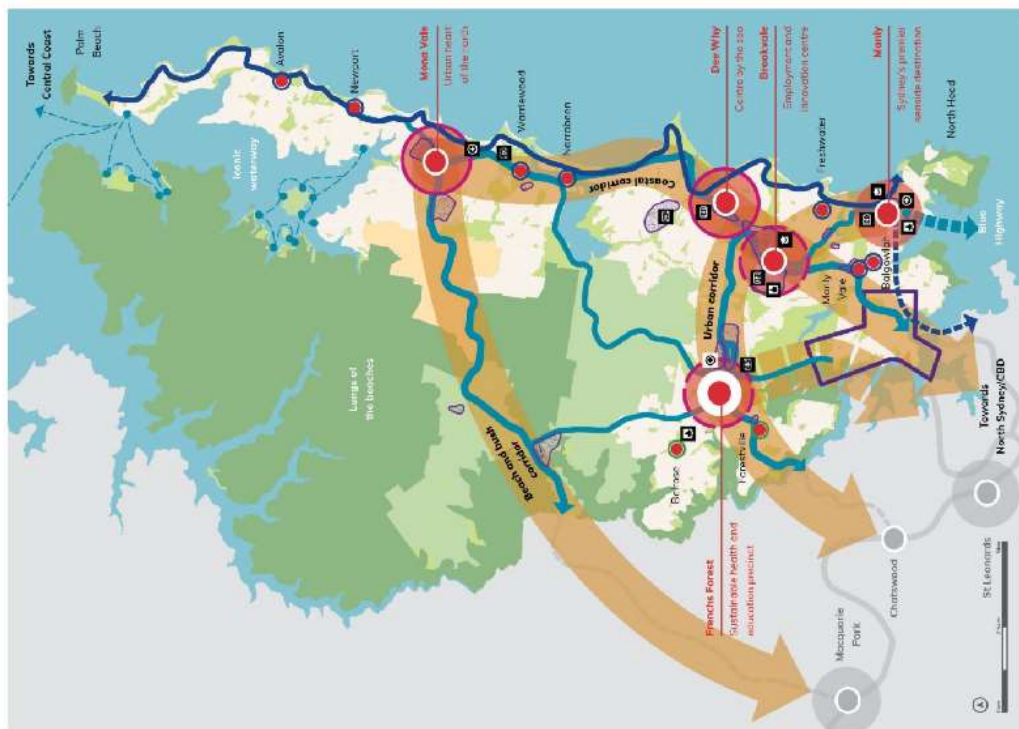 Towards
Central Coast
Palm
Beach
Avalon
Newport
Iconic
waterway
Mona Vale
Urban heart
of the north
Warriewood
Narrabeen
Coastal corridor
Lungs of
the beaches
Beach and bush
corridor
Dee Why
Centre by the sea
Brookvale
Employment and
innovation centre
Freshwater
Manly
Sydney's premier
seaside destination
North Head
Urban corridor
Manly
Vale
Balgowlah
Blue
Highway
Belrose
Forestville
Frenchs Forest
Sustainable health and
education precinct
Towards
North Sydney/CBD
Macquarie
Park
Chatswood
St Leonards